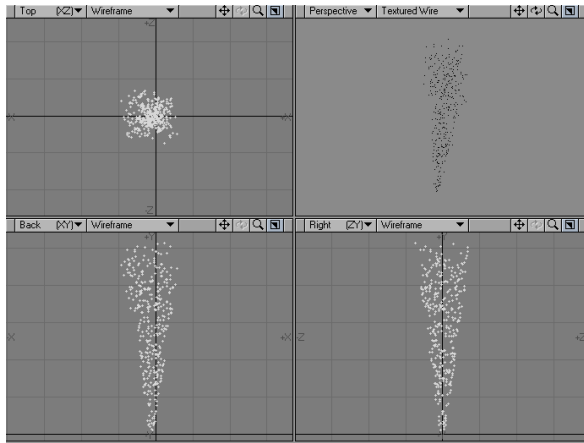 Top (XZ) Wireframe
Perspective Textured Wire
+Z
-X +X
-Z
Back (XY) Wireframe
Right (ZY) Wireframe
+Y +Y
-X +X -Z +Z